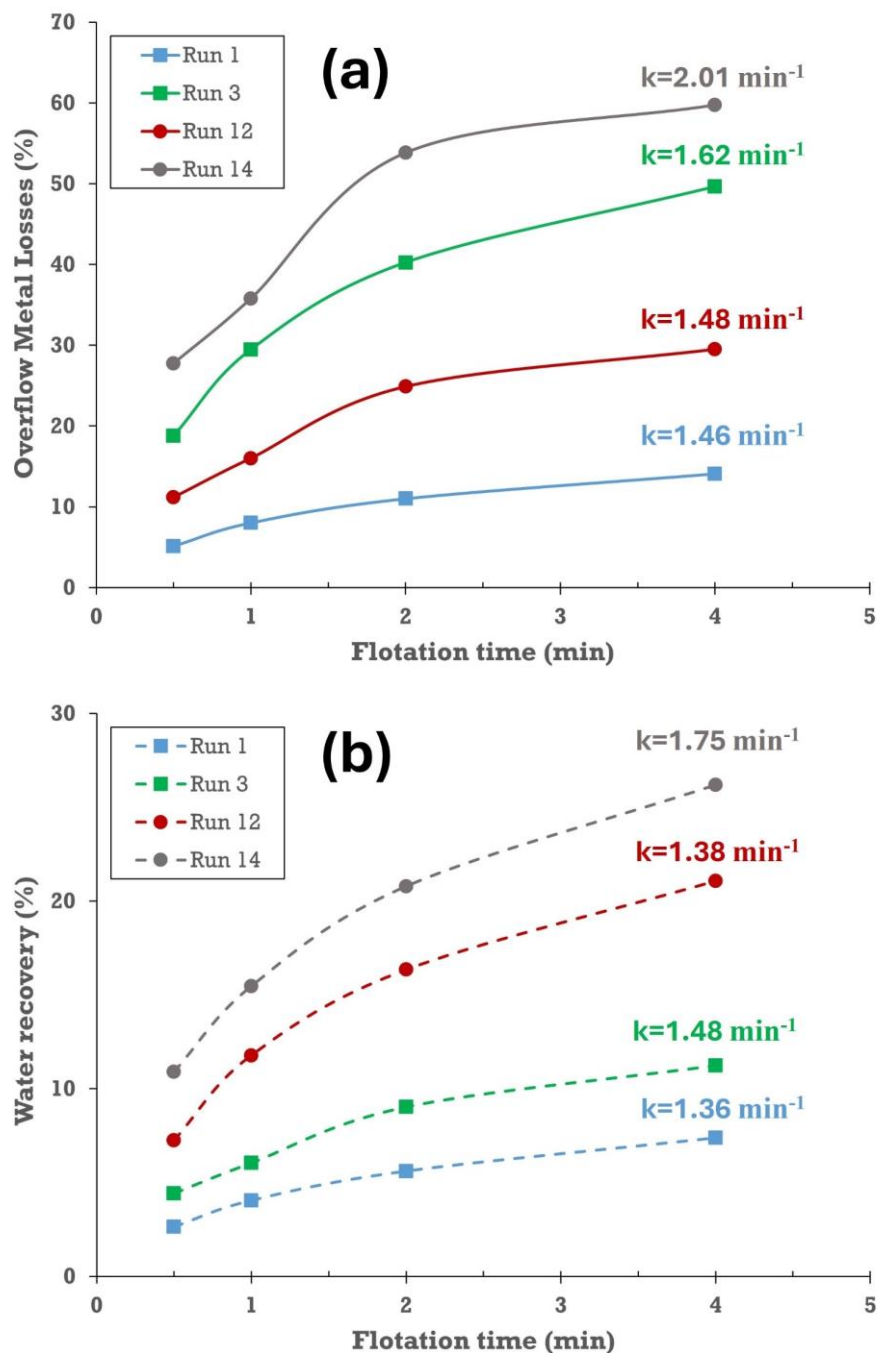 70
60
50
40
30
20
10
0
Overflow Metal Losses (%)
Run 1
Run 3
Run 12
Run 14
(a)
k=2.01 min-1
k=1.62 min-1
k=1.48 min-1
k=1.46 min-1
0 1 2 3 4 5
Flotation time (min)
30
20
10
0
Water recovery (%)
Run 1
Run 3
Run 12
Run 14
(b)
k=1.75 min-1
k=1.38 min-1
k=1.48 min-1
k=1.36 min-1
0 1 2 3 4 5
Flotation time (min)